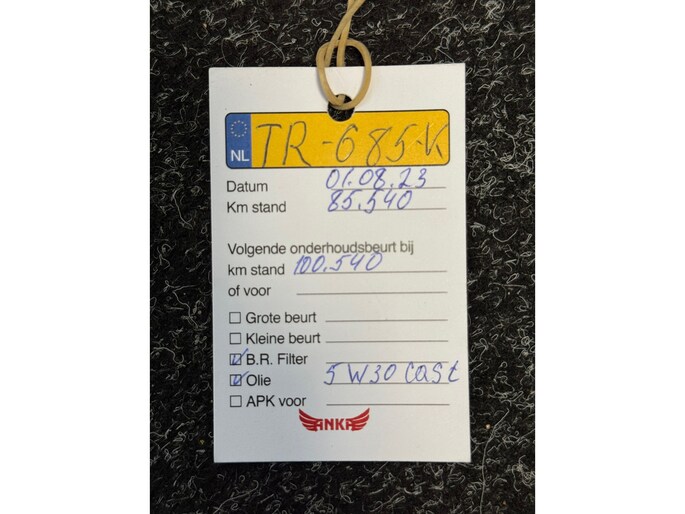 NL TR-685-K
Datum 01.08.23
Km stand 85.540
Volgende onderhoudsbeurt bij
km stand 100.540
of voor
Grote beurt
Kleine beurt
B.R. Filter
Olie 5W30 cast
APK voor
ANKA